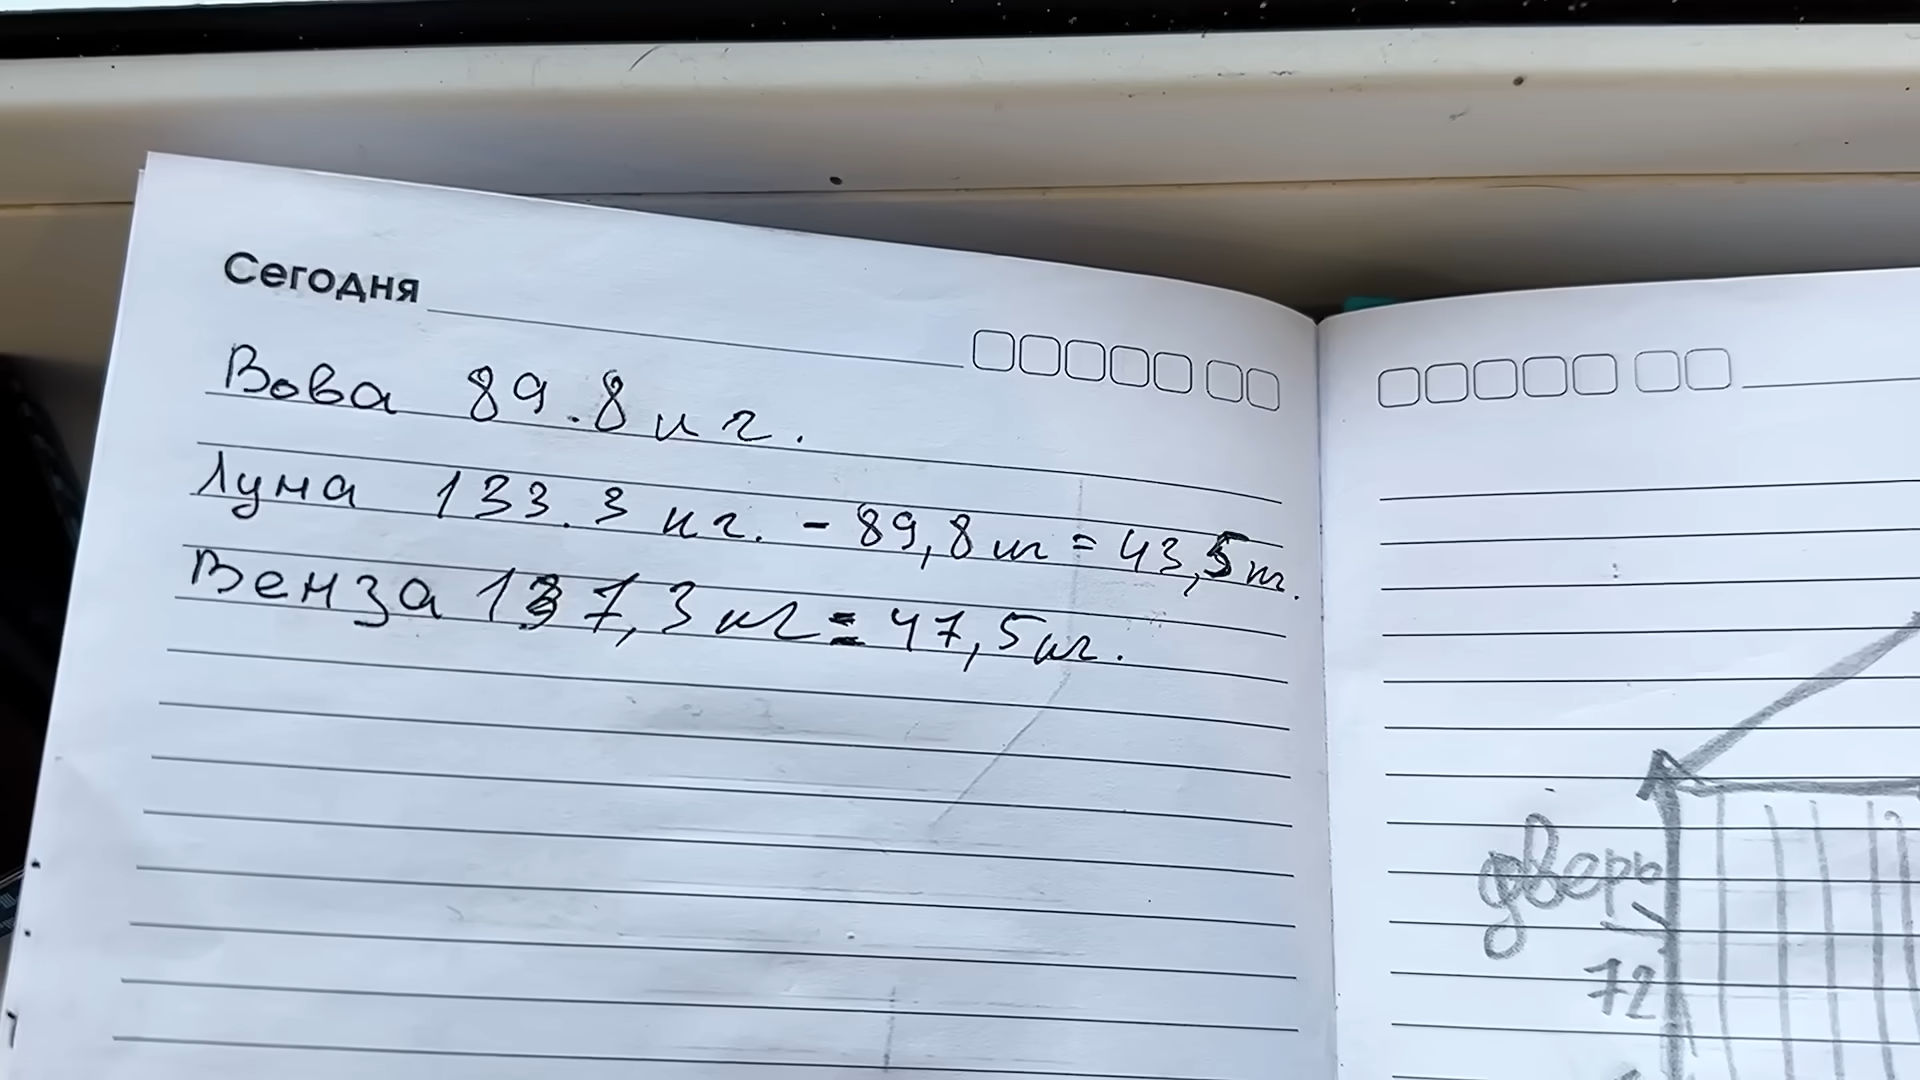 Сегодня
Вова 89.8 кг.
Луна 133.3 кг. - 89,8 кг = 43,5 кг.
Венза 137,3 кг = 47,5 кг.
дверь
72